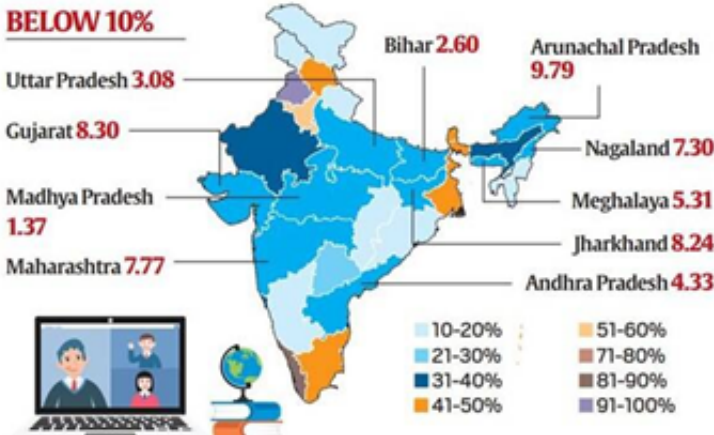 BELOW 10%
Bihar 2.60
Arunachal Pradesh
9.79
Uttar Pradesh 3.08
Gujarat 8.30
Nagaland 7.30
Madhya Pradesh
1.37
Meghalaya 5.31
Jharkhand 8.24
Maharashtra 7.77
Andhra Pradesh 4.33
10-20%
21-30%
31-40%
41-50%
51-60%
71-80%
81-90%
91-100%